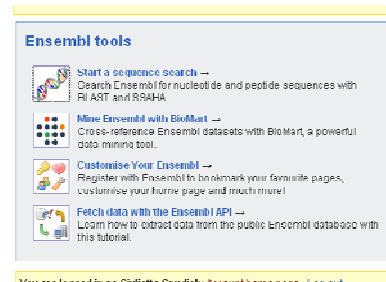 Ensembl tools
Start a sequence search →
Search Ensembl for nucleotide and peptide sequences with
BLAST and SSAHA
Mine Ensembl with BioMart →
Cross-reference Ensembl datasets with BioMart, a powerful
data mining tool.
Customise Your Ensembl →
Register with Ensembl to bookmark your favourite pages,
customise your home page and much more!
Fetch data with the Ensembl API →
Learn how to extract data from the public Ensembl database with
this tutorial.